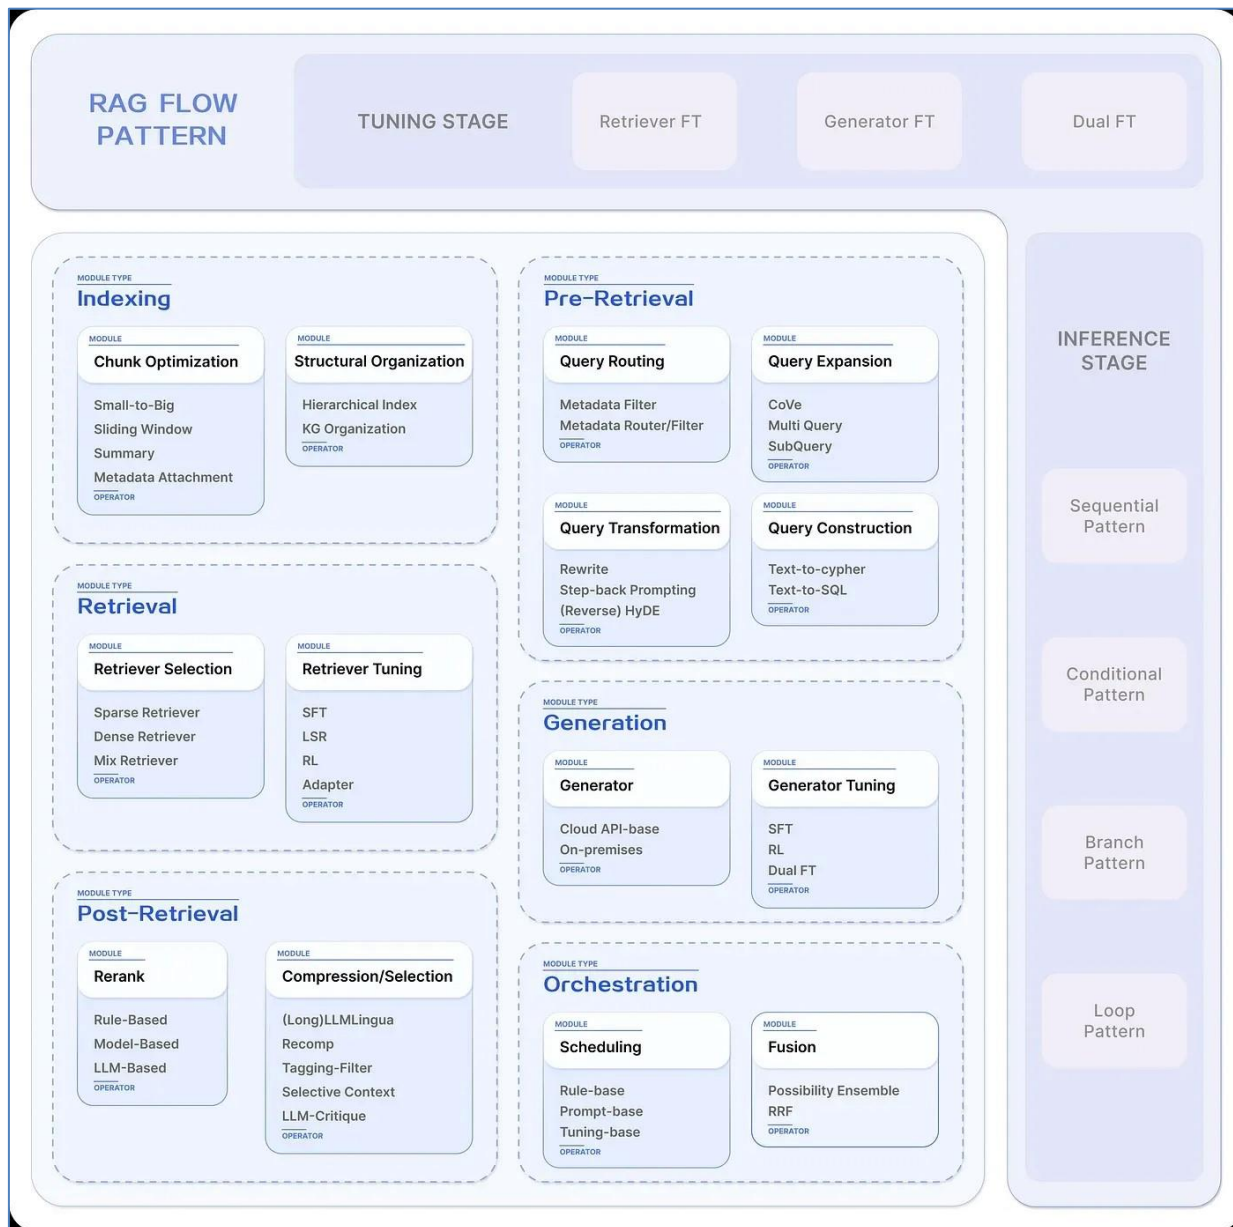 RAG FLOW
PATTERN
TUNING STAGE
Retriever FT
Generator FT
Dual FT
MODULE TYPE
Indexing
MODULE
Chunk Optimization
Small-to-Big
Sliding Window
Summary
Metadata Attachment
OPERATOR
MODULE
Structural Organization
Hierarchical Index
KG Organization
OPERATOR
MODULE TYPE
Pre-Retrieval
MODULE
Query Routing
Metadata Filter
Metadata Router/Filter
OPERATOR
MODULE
Query Expansion
CoVe
Multi Query
SubQuery
OPERATOR
MODULE
Query Transformation
Rewrite
Step-back Prompting
(Reverse) HyDE
OPERATOR
MODULE
Query Construction
Text-to-cypher
Text-to-SQL
OPERATOR
MODULE TYPE
Retrieval
MODULE
Retriever Selection
Sparse Retriever
Dense Retriever
Mix Retriever
OPERATOR
MODULE
Retriever Tuning
SFT
LSR
RL
Adapter
OPERATOR
MODULE TYPE
Generation
MODULE
Generator
Cloud API-base
On-premises
OPERATOR
MODULE
Generator Tuning
SFT
RL
Dual FT
OPERATOR
MODULE TYPE
Post-Retrieval
MODULE
Rerank
Rule-Based
Model-Based
LLM-Based
OPERATOR
MODULE
Compression/Selection
(Long)LLMLingua
Recomp
Tagging-Filter
Selective Context
LLM-Critique
OPERATOR
MODULE TYPE
Orchestration
MODULE
Scheduling
Rule-base
Prompt-base
Tuning-base
OPERATOR
MODULE
Fusion
Possibility Ensemble
RRF
OPERATOR
INFERENCE
STAGE
Sequential
Pattern
Conditional
Pattern
Branch
Pattern
Loop
Pattern